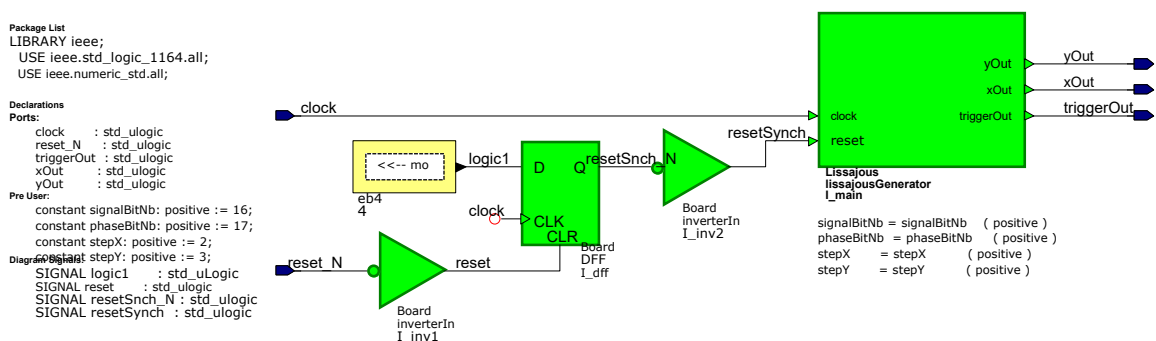 Package List
LIBRARY ieee;
USE ieee.std_logic_1164.all;
USE ieee.numeric_std.all;
Declarations
Ports:
clock : std_ulogic
reset_N : std_ulogic
triggerOut : std_ulogic
xOut : std_ulogic
yOut : std_ulogic
Pre User:
constant signalBitNb: positive := 16;
constant phaseBitNb: positive := 17;
constant stepX: positive := 2;
constant stepY: positive := 3;
Diagram Signals:
SIGNAL logic1 : std_uLogic
SIGNAL reset : std_ulogic
SIGNAL resetSnch_N : std_ulogic
SIGNAL resetSynch : std_ulogic
clock
<<-- mo
eb4
4
logic1
D
Q
CLK
CLR
clock
Board
DFF
I_dff
resetSnch_N
Board
inverterIn
I_inv2
resetSynch
reset_N
reset
Board
inverterIn
I_inv1
yOut
xOut
clock
triggerOut
reset
yOut
xOut
triggerOut
Lissajous
lissajousGenerator
I_main
signalBitNb = signalBitNb ( positive )
phaseBitNb = phaseBitNb ( positive )
stepX = stepX ( positive )
stepY = stepY ( positive )